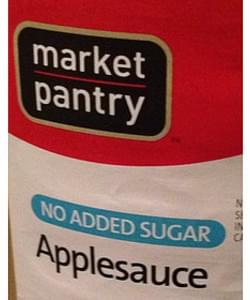 market
pantry
NO ADDED SUGAR
Applesauce